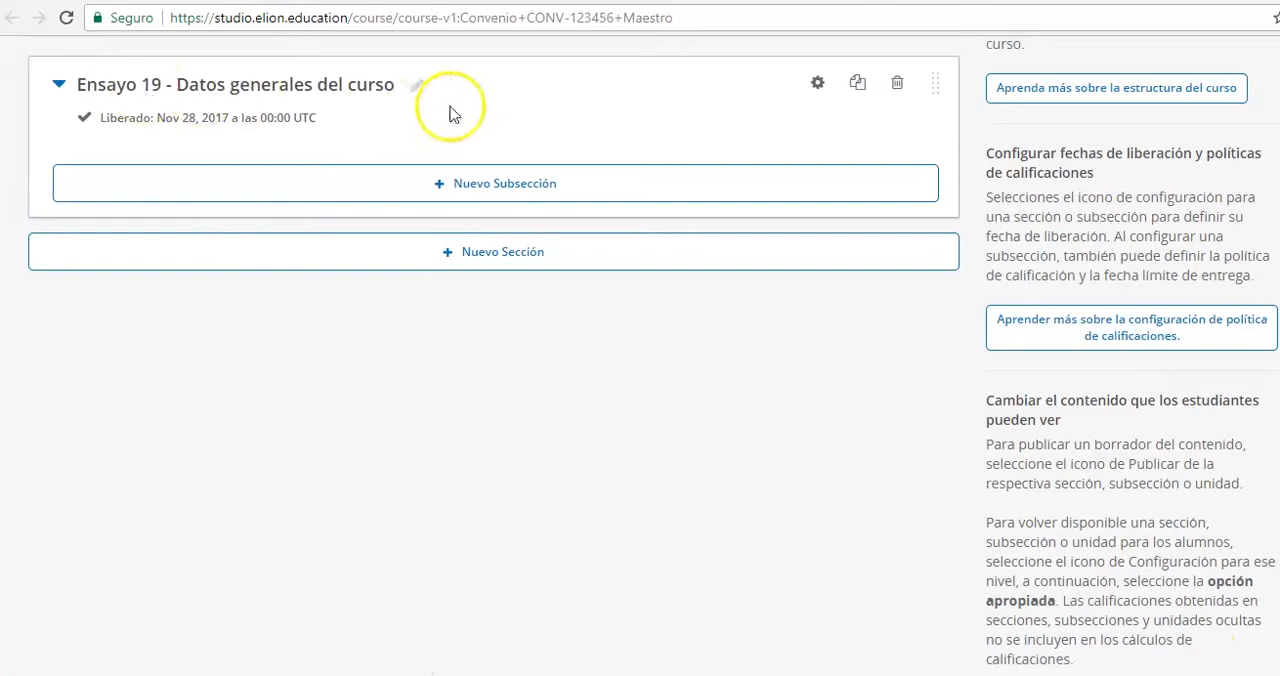 Seguro
https://studio.elion.education/course/course-v1:Convenio+CONV-123456+Maestro
Ensayo 19 - Datos generales del curso
Liberado: Nov 28, 2017 a las 00:00 UTC
+ Nuevo Subsección
+ Nuevo Sección
curso.
Aprenda más sobre la estructura del curso
Configurar fechas de liberación y políticas
de calificaciones
Selecciones el icono de configuración para
una sección o subsección para definir su
fecha de liberación. Al configurar una
subsección, también puede definir la política
de calificación y la fecha límite de entrega.
Aprender más sobre la configuración de política
de calificaciones.
Cambiar el contenido que los estudiantes
pueden ver
Para publicar un borrador del contenido,
seleccione el icono de Publicar de la
respectiva sección, subsección o unidad.
Para volver disponible una sección,
subsección o unidad para los alumnos,
seleccione el icono de Configuración para ese
nivel, a continuación, seleccione la opción
apropiada. Las calificaciones obtenidas en
secciones, subsecciones y unidades ocultas
no se incluyen en los cálculos de
calificaciones.